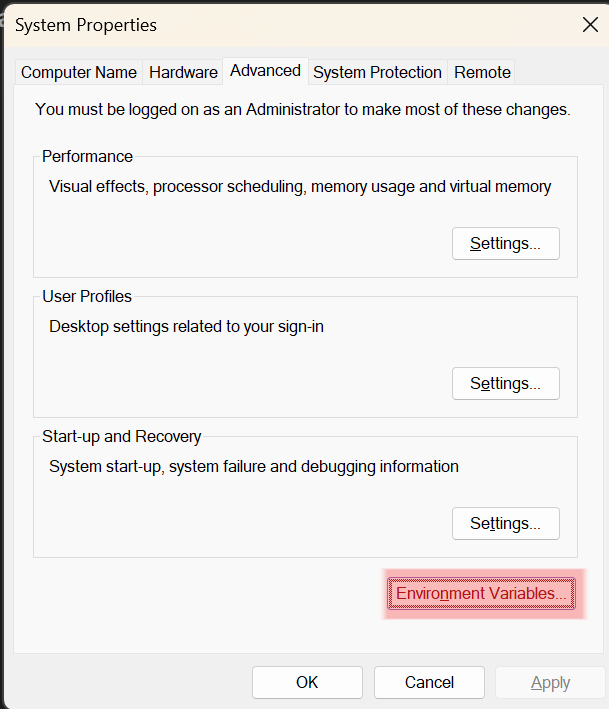 System Properties
Computer Name Hardware Advanced System Protection Remote
You must be logged on as an Administrator to make most of these changes.
Performance
Visual effects, processor scheduling, memory usage and virtual memory
Settings...
User Profiles
Desktop settings related to your sign-in
Settings...
Start-up and Recovery
System start-up, system failure and debugging information
Settings...
Environment Variables...
OK Cancel Apply